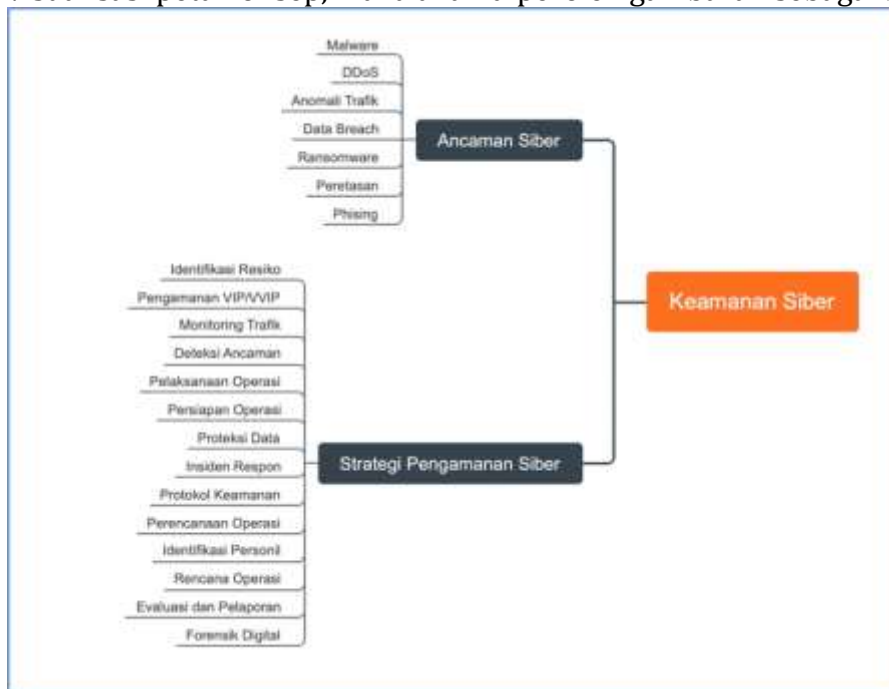 Malware
DDoS
Anomali Trafik
Data Breach
Ransomware
Peretasan
Phising
Ancaman Siber
Keamanan Siber
Identifikasi Resiko
Pengamanan VIP/VVIP
Monitoring Trafik
Deteksi Ancaman
Pelaksanaan Operasi
Persiapan Operasi
Proteksi Data
Insiden Respon
Protokol Keamanan
Perencanaan Operasi
Identifikasi Personil
Rencana Operasi
Evaluasi dan Pelaporan
Forensik Digital
Strategi Pengamanan Siber